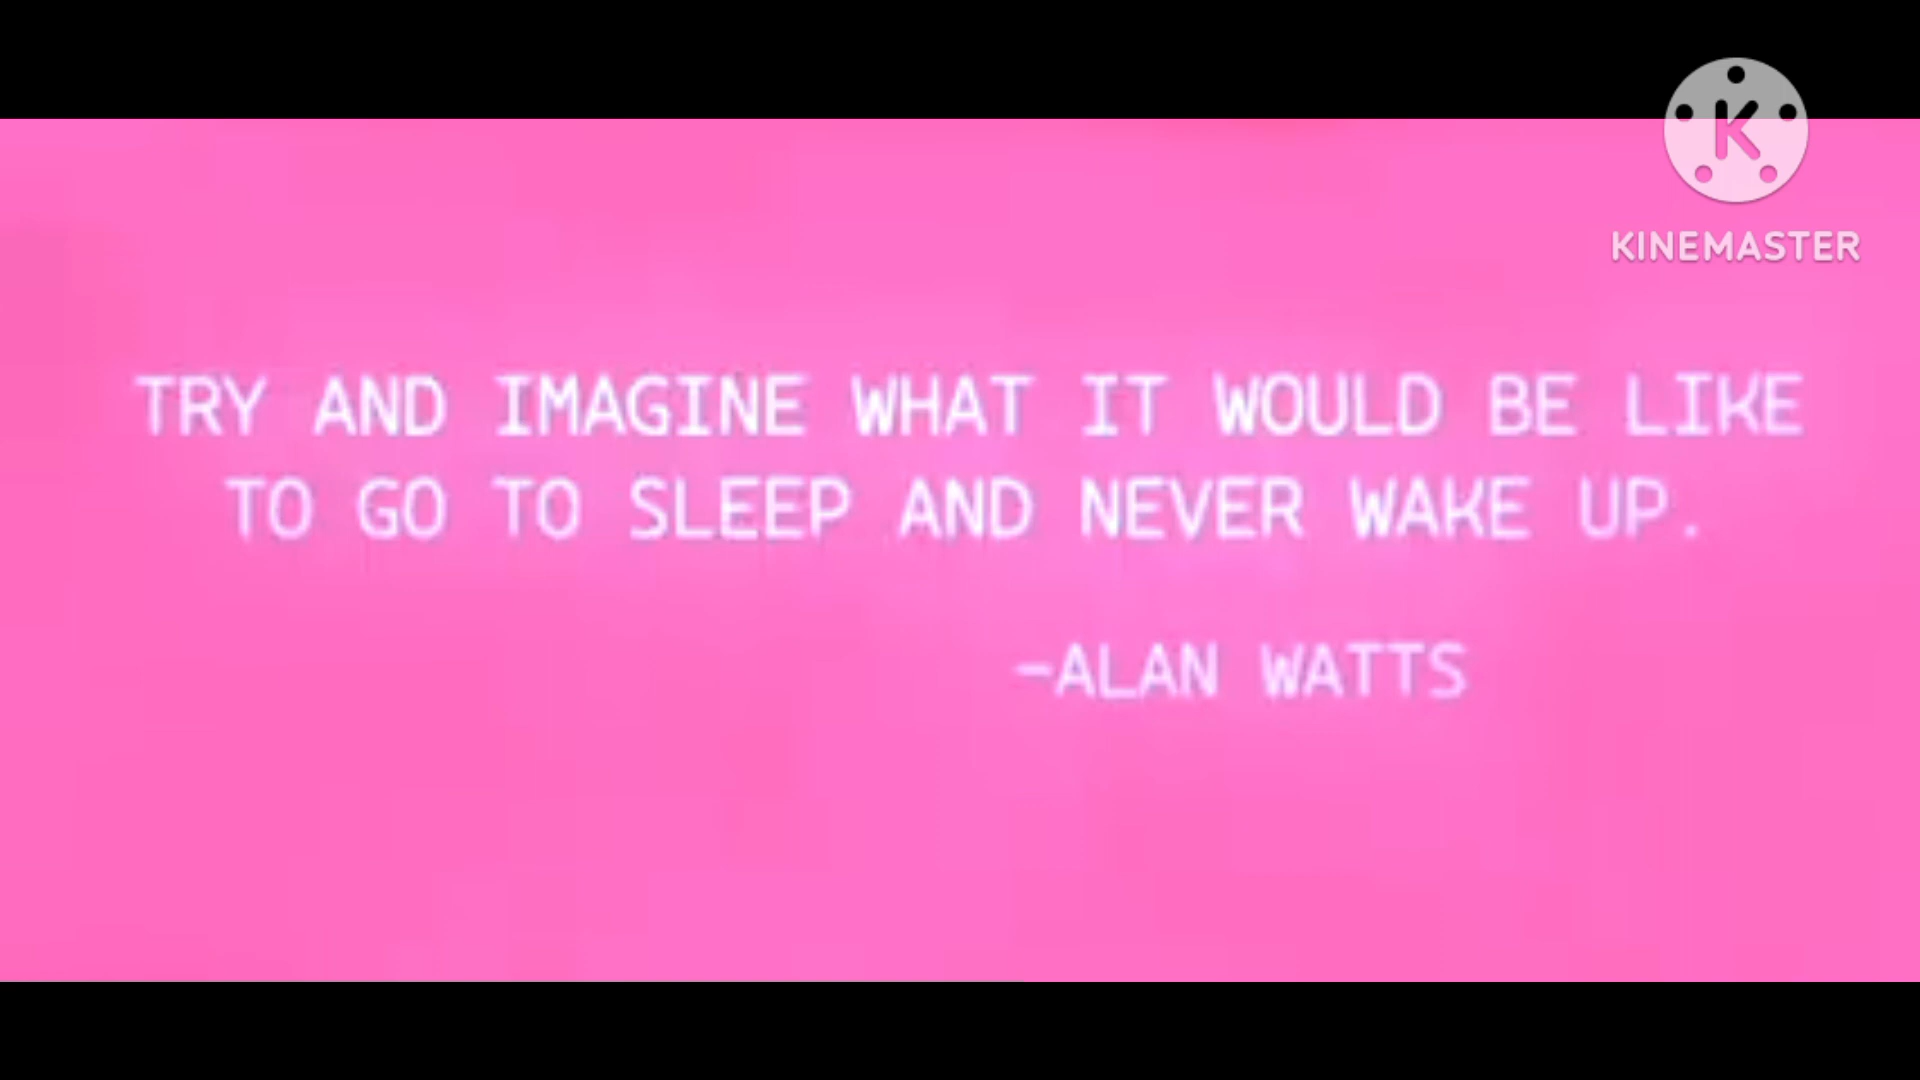 KINEMASTER
TRY AND IMAGINE WHAT IT WOULD BE LIKE
TO GO TO SLEEP AND NEVER WAKE UP.
-ALAN WATTS